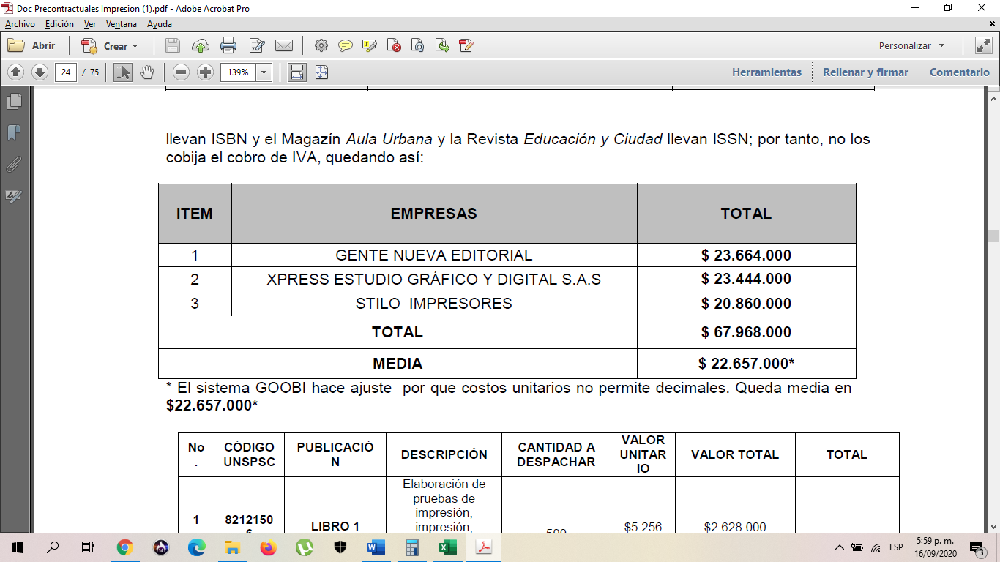 Doc Precontractuales Impresion (1).pdf - Adobe Acrobat Pro
Archivo Edición Ver Ventana Ayuda
Abrir Crear Personalizar
24 / 75 139% Herramientas Rellenar y firmar Comentario
llevan ISBN y el Magazín Aula Urbana y la Revista Educación y Ciudad llevan ISSN; por tanto, no los
cobija el cobro de IVA, quedando así:
ITEM EMPRESAS TOTAL
1 GENTE NUEVA EDITORIAL $ 23.664.000
2 XPRESS ESTUDIO GRÁFICO Y DIGITAL S.A.S $ 23.444.000
3 STILO IMPRESORES $ 20.860.000
TOTAL $ 67.968.000
MEDIA $ 22.657.000*
* El sistema GOOBI hace ajuste por que costos unitarios no permite decimales. Queda media en
$22.657.000*
No
.
CÓDIGO
UNSPSC
PUBLICACIÓ
N
DESCRIPCIÓN
CANTIDAD A
DESPACHAR
VALOR
UNITAR
IO
VALOR TOTAL
TOTAL
1
8212150
LIBRO 1
Elaboración de
pruebas de
impresión,
impresión,
500
$5.256
$2.628.000
ESP
5:59 p. m.
16/09/2020
3